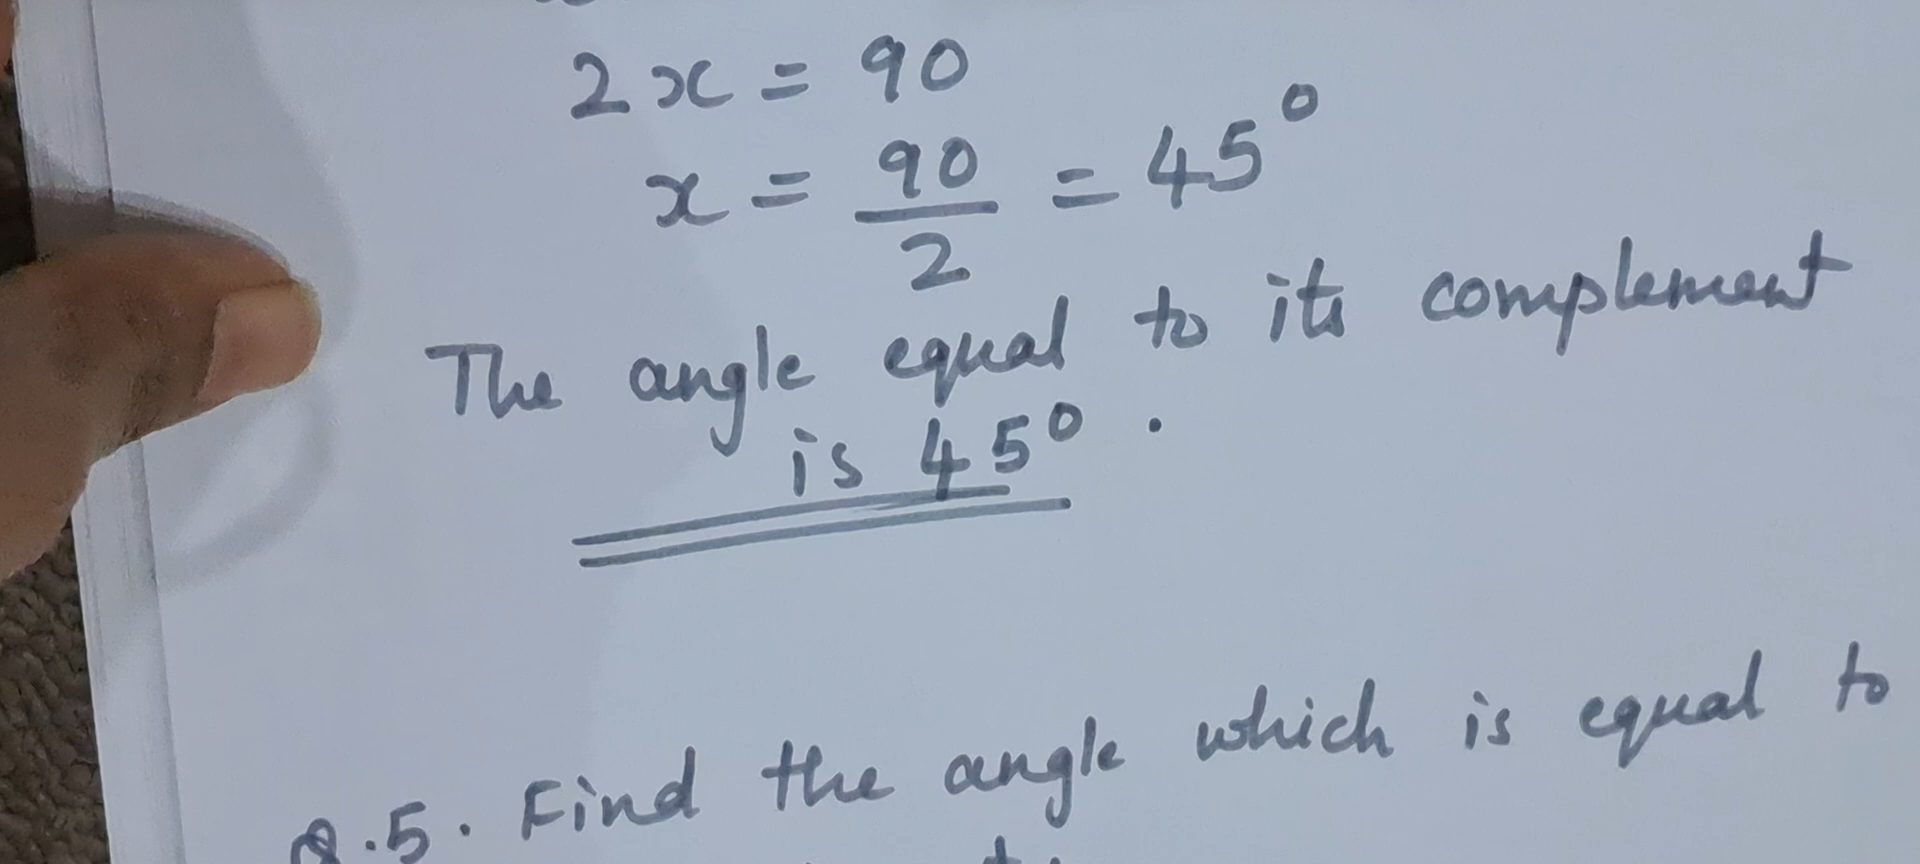 2x = 90
x = 90/2 = 45°
The angle equal to its complement
is 45°.
Q.5. Find the angle which is equal to